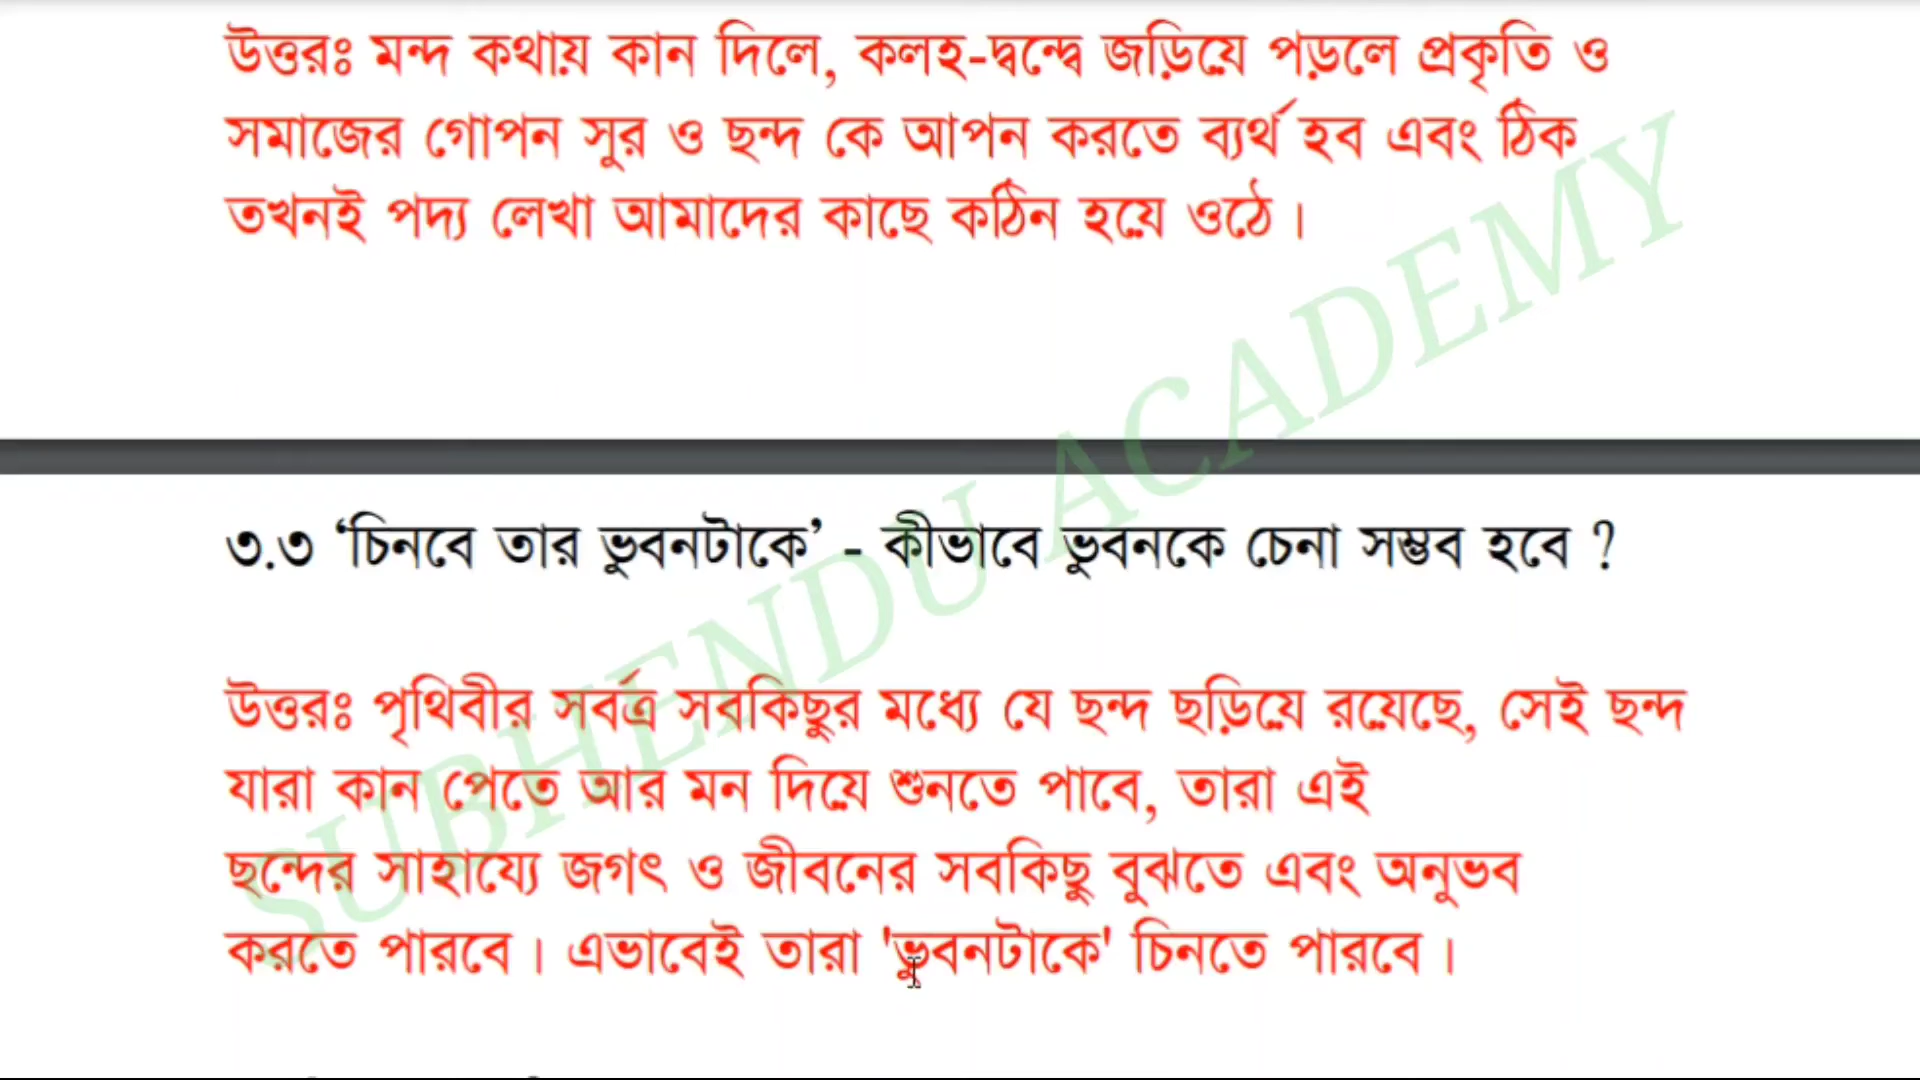 উত্তরঃ মন্দ কথায় কান দিলে, কলহ-দ্বন্দ্বে জড়িয়ে পড়লে প্রকৃতি ও
সমাজের গোপন সুর ও ছন্দ কে আপন করতে ব্যর্থ হব এবং ঠিক
তখনই পদ্য লেখা আমাদের কাছে কঠিন হয়ে ওঠে ।
SUBHENDU ACADEMY
৩.৩ ‘চিনবে তার ভুবনটাকে’ - কীভাবে ভুবনকে চেনা সম্ভব হবে ?
উত্তরঃ পৃথিবীর সর্বত্র সবকিছুর মধ্যে যে ছন্দ ছড়িয়ে রয়েছে, সেই ছন্দ
যারা কান পেতে আর মন দিয়ে শুনতে পাবে, তারা এই
ছন্দের সাহায্যে জগৎ ও জীবনের সবকিছু বুঝতে এবং অনুভব
করতে পারবে । এভাবেই তারা 'ভুবনটাকে' চিনতে পারবে ।